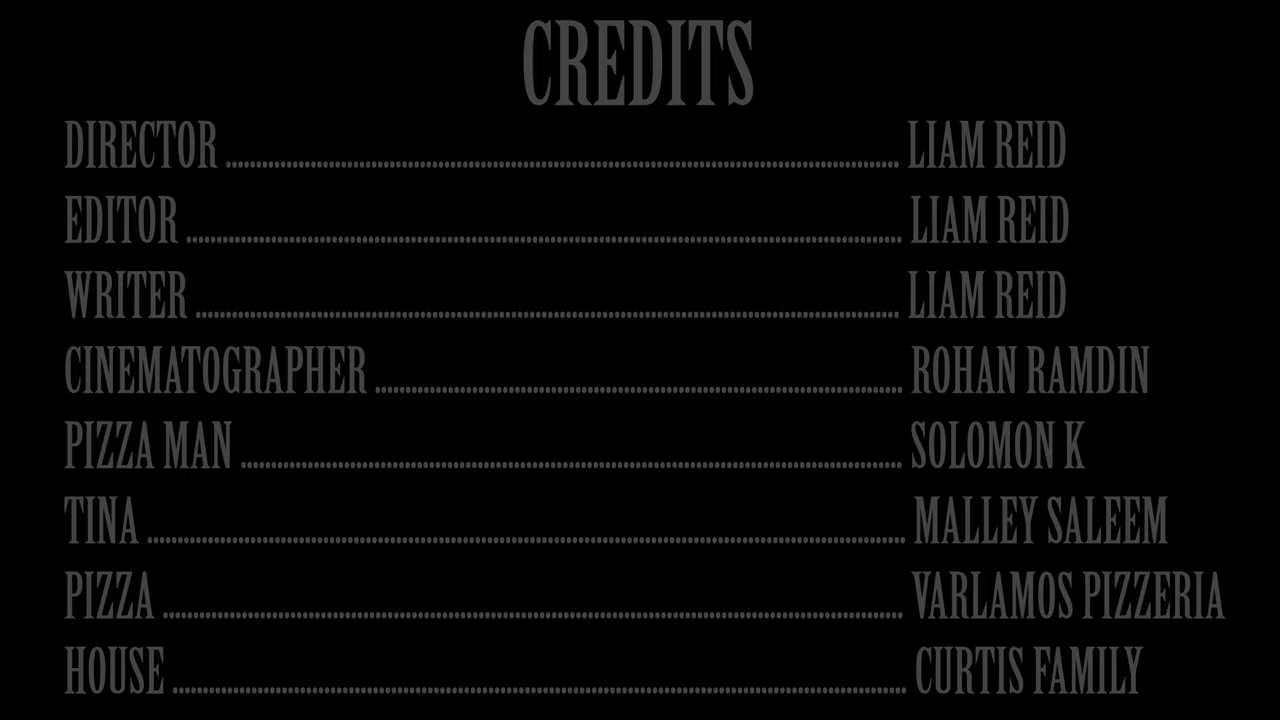 CREDITS
DIRECTOR ........................................ LIAM REID
EDITOR ........................................ LIAM REID
WRITER ........................................ LIAM REID
CINEMATOGRAPHER ........................................ ROHAN RAMDIN
PIZZA MAN ........................................ SOLOMON K
TINA ........................................ MALLEY SALEEM
PIZZA ........................................ VARLAMOS PIZZERIA
HOUSE ........................................ CURTIS FAMILY